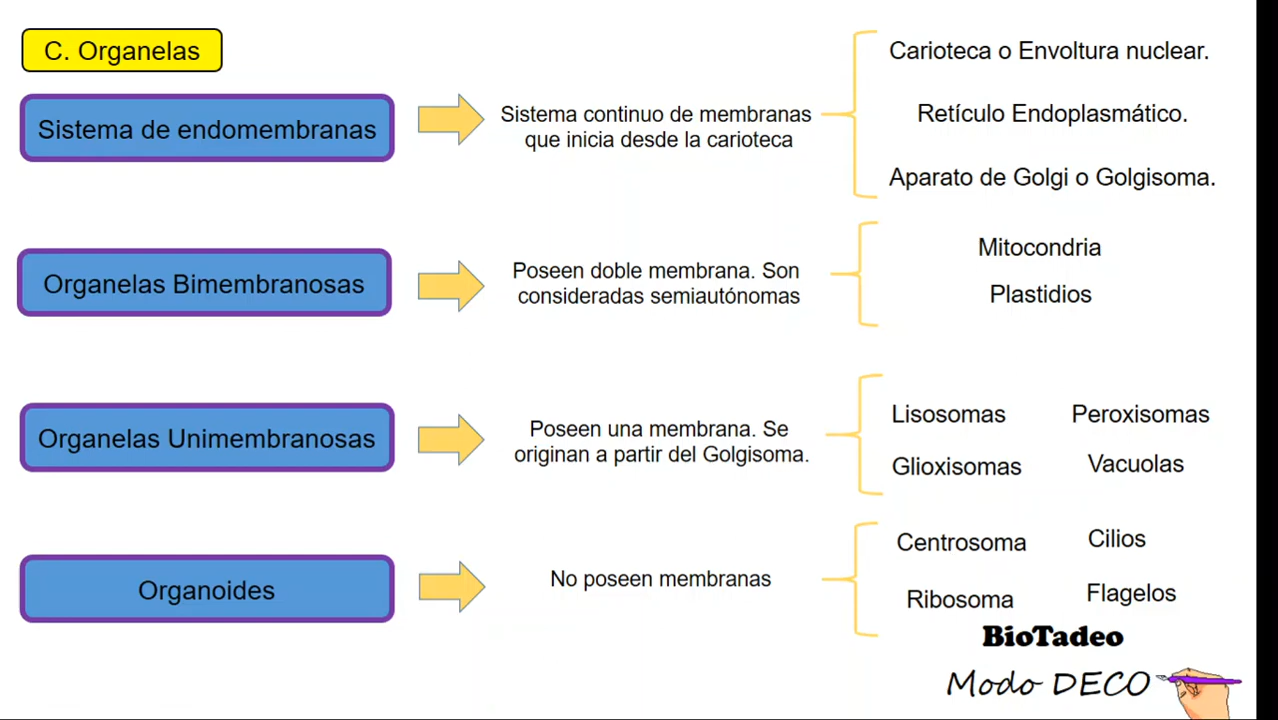 C. Organelas
Sistema de endomembranas
Sistema continuo de membranas
que inicia desde la carioteca
Carioteca o Envoltura nuclear.
Retículo Endoplasmático.
Aparato de Golgi o Golgisoma.
Organelas Bimembranosas
Poseen doble membrana. Son
consideradas semiautónomas
Mitocondria
Plastidios
Organelas Unimembranosas
Poseen una membrana. Se
originan a partir del Golgisoma.
Lisosomas Peroxisomas
Glioxisomas Vacuolas
Organoides
No poseen membranas
Centrosoma Cilios
Ribosoma Flagelos
BioTadeo
Modo DECO